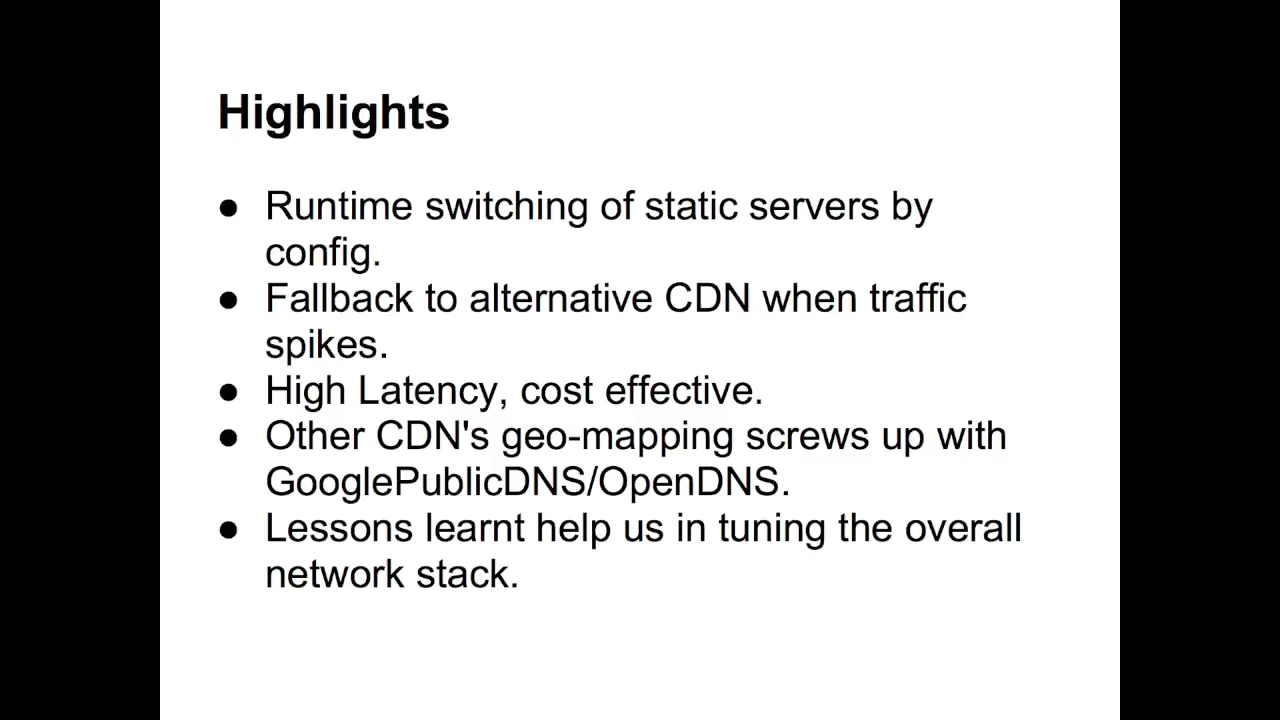 Highlights
● Runtime switching of static servers by
config.
● Fallback to alternative CDN when traffic
spikes.
● High Latency, cost effective.
● Other CDN's geo-mapping screws up with
GooglePublicDNS/OpenDNS.
● Lessons learnt help us in tuning the overall
network stack.